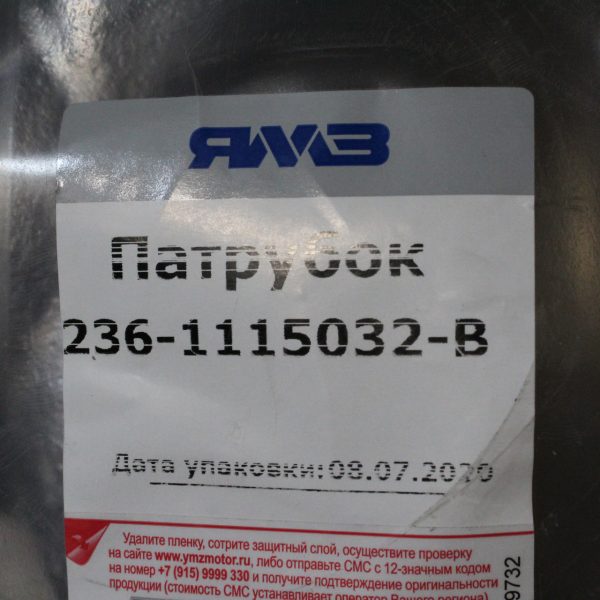 ЯМЗ
Патрубок
236-1115032-В
Дата упаковки: 08.07.2020
Удалите пленку, сотрите защитный слой, осуществите проверку
на сайте www.ymzmotor.ru, либо отправьте СМС с 12-значным кодом
на номер +7 (915) 9999 330 и получите подтверждение оригинальности
продукции (стоимость СМС устанавливает оператор Вашего региона)
9732